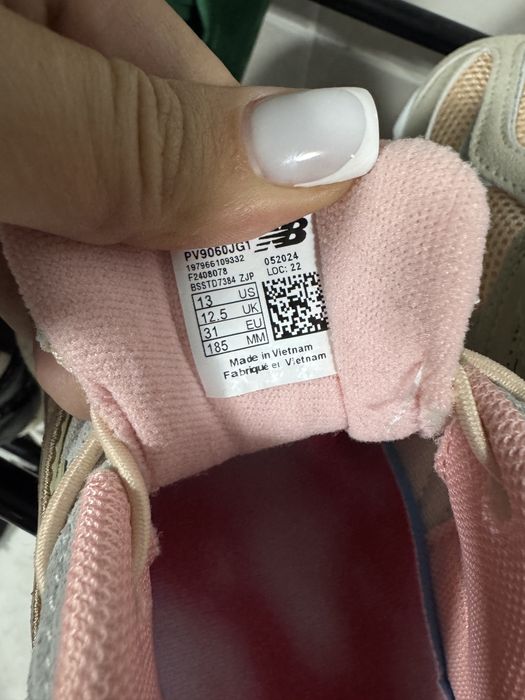 PV9060JG1
197966109332
F2408078
BSSTD7384 ZJP
052024
LOC: 22
13 US
12.5 UK
31 EU
185 MM
Made in Vietnam
Fabriqué et Vietnam